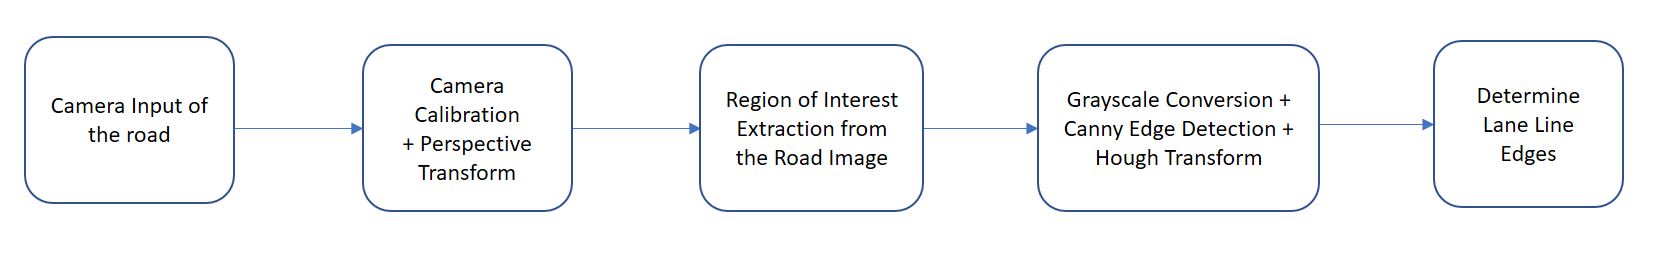 Camera Input of
the road
Camera
Calibration
+ Perspective
Transform
Region of Interest
Extraction from
the Road Image
Grayscale Conversion +
Canny Edge Detection +
Hough Transform
Determine
Lane Line
Edges